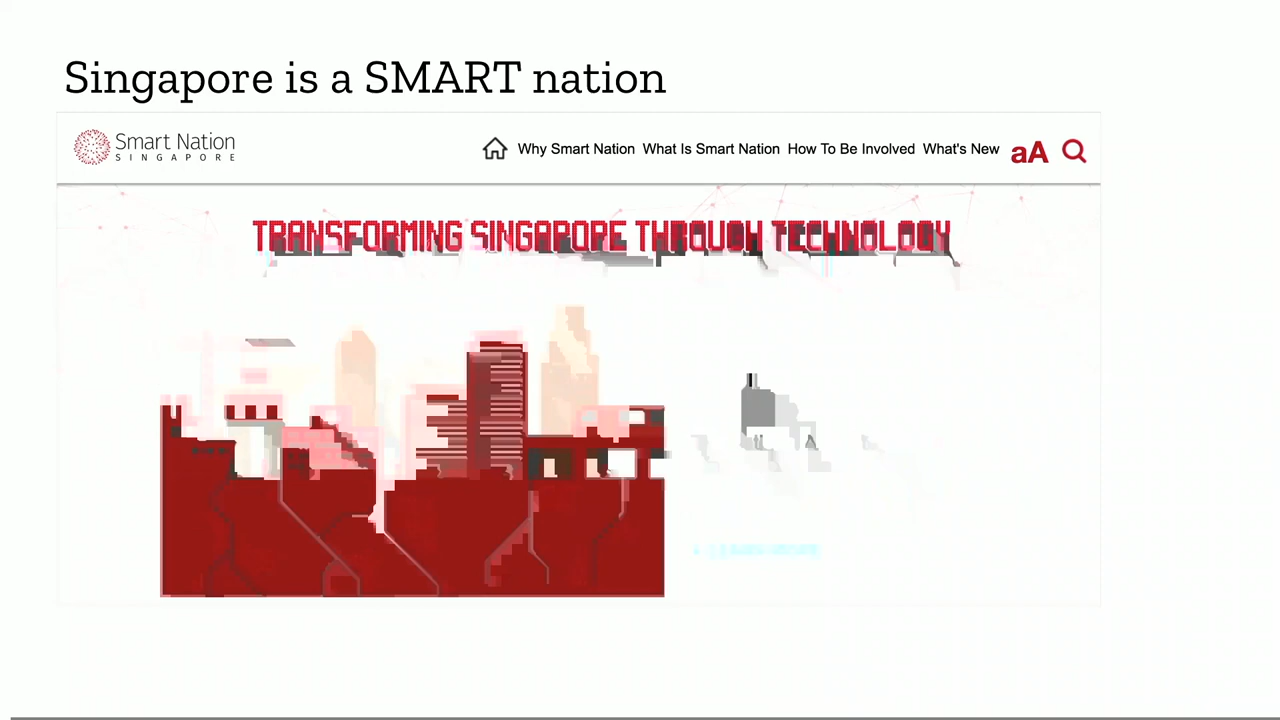 Singapore is a SMART nation
Smart Nation
SINGAPORE
Why Smart Nation What Is Smart Nation How To Be Involved What's New aA
TRANSFORMING SINGAPORE THROUGH TECHNOLOGY